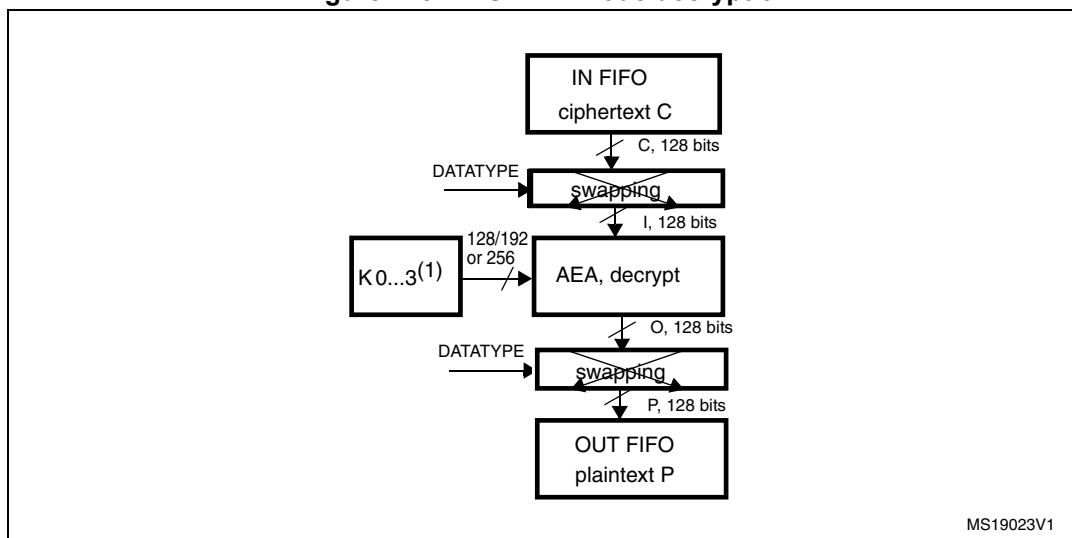 IN FIFO
ciphertext C
C, 128 bits
DATATYPE
swapping
I, 128 bits
128/192
or 256
K 0...3(1)
AEA, decrypt
O, 128 bits
DATATYPE
swapping
P, 128 bits
OUT FIFO
plaintext P
MS19023V1